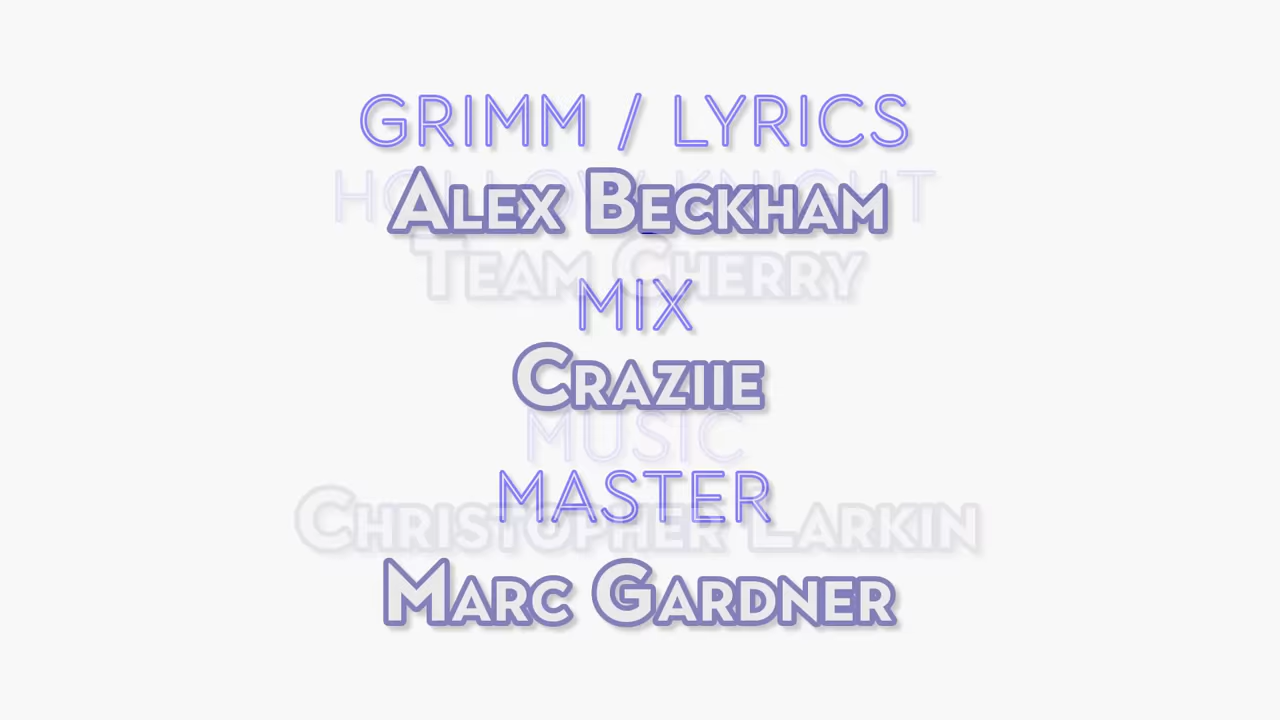 GRIMM / LYRICS
HOLLOW KNIGHT
ALEX BECKHAM
TEAM CHERRY
MIX
CRAZIIE
MUSIC
MASTER
CHRISTOPHER LARKIN
MARC GARDNER